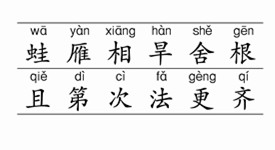 wā yàn xiāng hàn shě gēn
蛙 雁 相 旱 舍 根
qiě dì cì fǎ gèng qí
且 第 次 法 更 齐